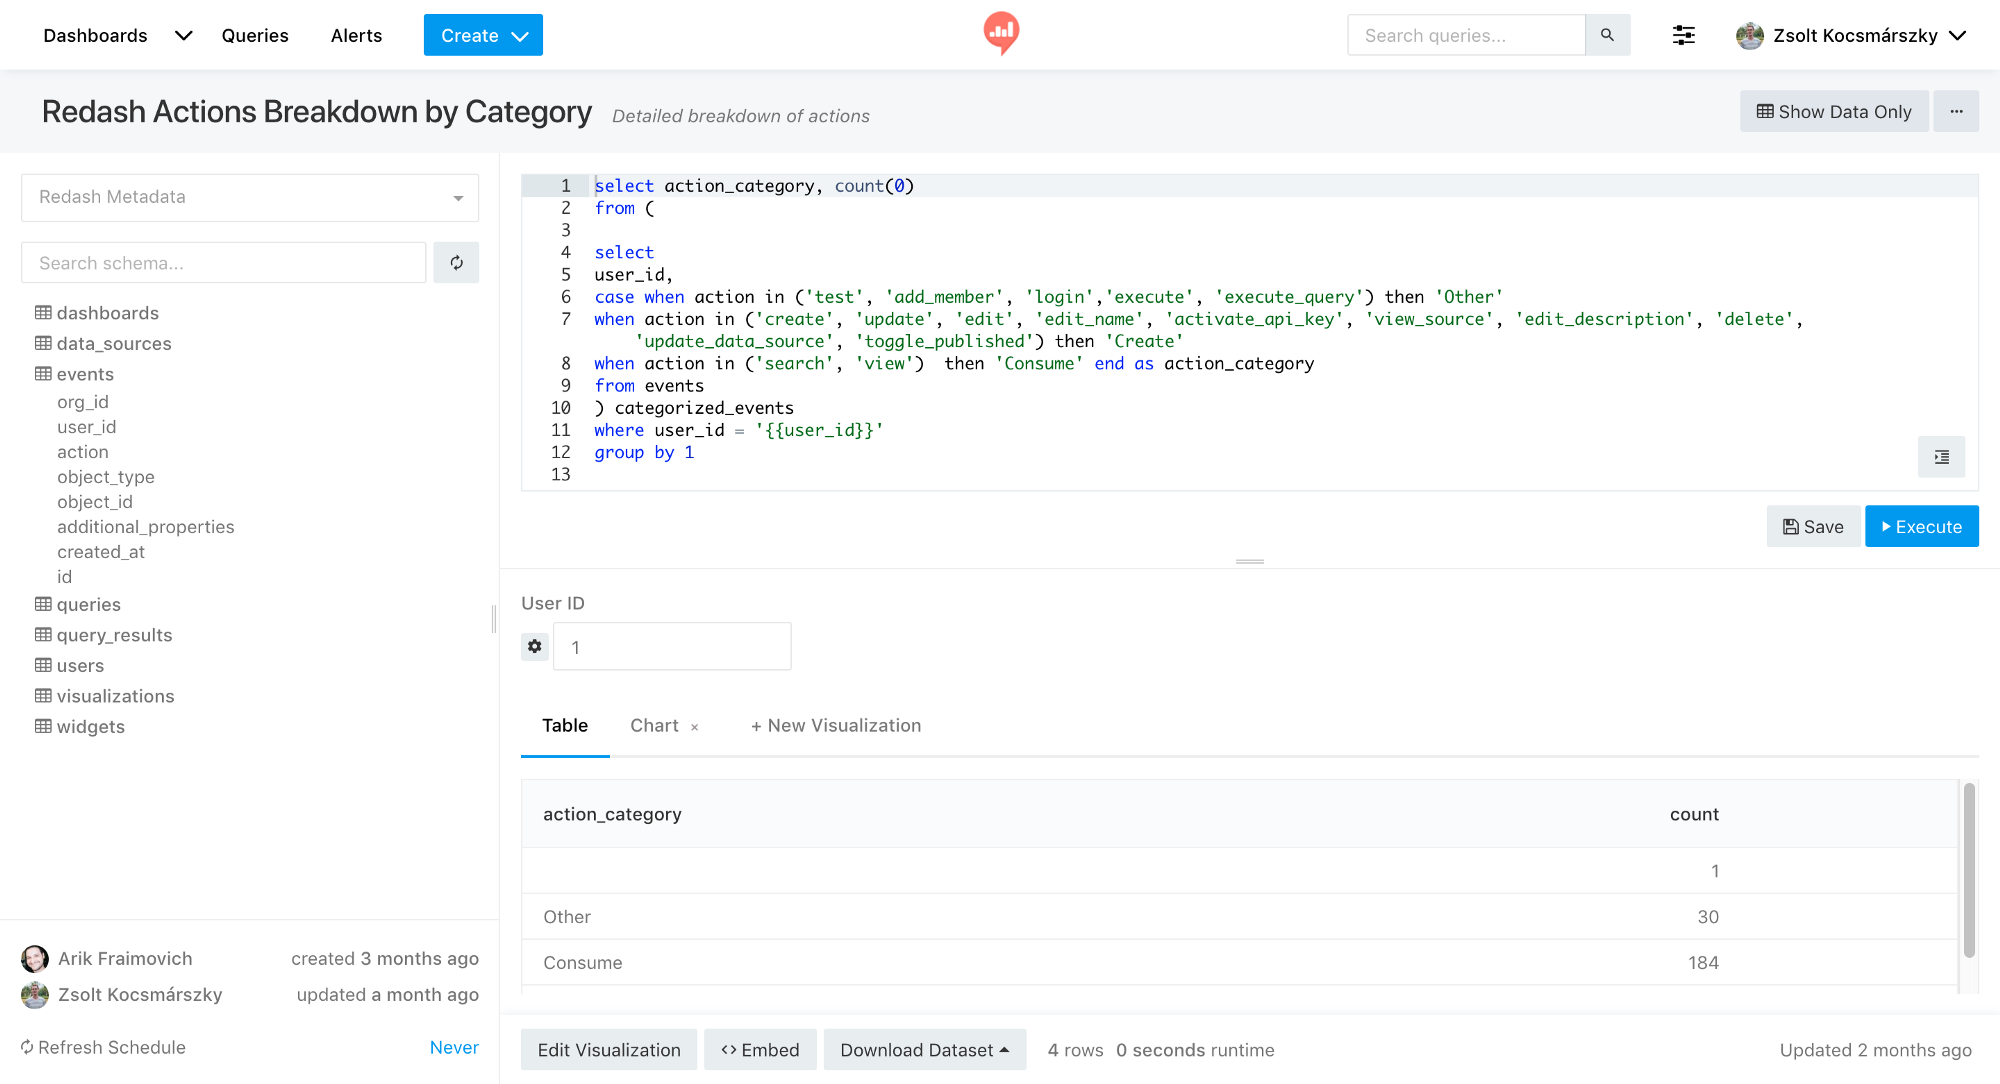 Dashboards Queries Alerts Create Search queries... Zsolt Kocsmárszky
Redash Actions Breakdown by Category Detailed breakdown of actions Show Data Only ...
Redash Metadata
Search schema...
dashboards
data_sources
events
org_id
user_id
action
object_type
object_id
additional_properties
created_at
id
queries
query_results
users
visualizations
widgets
Arik Fraimovich created 3 months ago
Zsolt Kocsmárszky updated a month ago
Refresh Schedule Never
1 select action_category, count(0)
2 from (
3
4 select
5 user_id,
6 case when action in ('test', 'add_member', 'login','execute', 'execute_query') then 'Other'
7 when action in ('create', 'update', 'edit', 'edit_name', 'activate_api_key', 'view_source', 'edit_description', 'delete',
'update_data_source', 'toggle_published') then 'Create'
8 when action in ('search', 'view')  then 'Consume' end as action_category
9 from events
10 ) categorized_events
11 where user_id = '{{user_id}}'
12 group by 1
13
Save Execute
User ID
1
Table Chart × + New Visualization
action_category count
1
Other 30
Consume 184
Edit Visualization <> Embed Download Dataset 4 rows 0 seconds runtime Updated 2 months ago